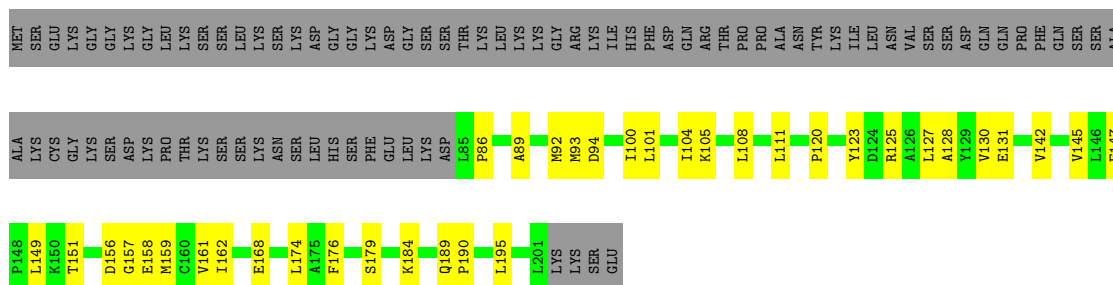 MET SER GLU LYS GLY GLY LYS GLY LEU LYS SER SER LEU LYS SER LYS ASP GLY GLY LYS ASP GLY SER SER THR LYS LEU LYS LYS GLY ARG LYS ILE HIS PHE ASP GLN ARG THR PRO PRO ALA ASN TYR LYS ILE LEU ASN VAL SER SER ASP GLN GLN PRO PHE GLN SER SER ALA
ALA LYS CYS GLY LYS SER ASP LYS PRO THR LYS SER SER LYS ASN SER LEU HIS SER PHE GLU LEU LYS ASP L85 P86 A89 M92 M93 D94 I100 L101 I104 K105 L108 L111 P120 Y123 D124 R125 A126 L127 A128 Y129 V130 E131 V142 V145 L146
P148 L149 K150 T151 D156 G157 E158 M159 C160 V161 I162 E168 L174 A175 F176 S179 K184 Q189 P190 L195 L201 LYS LYS SER GLU